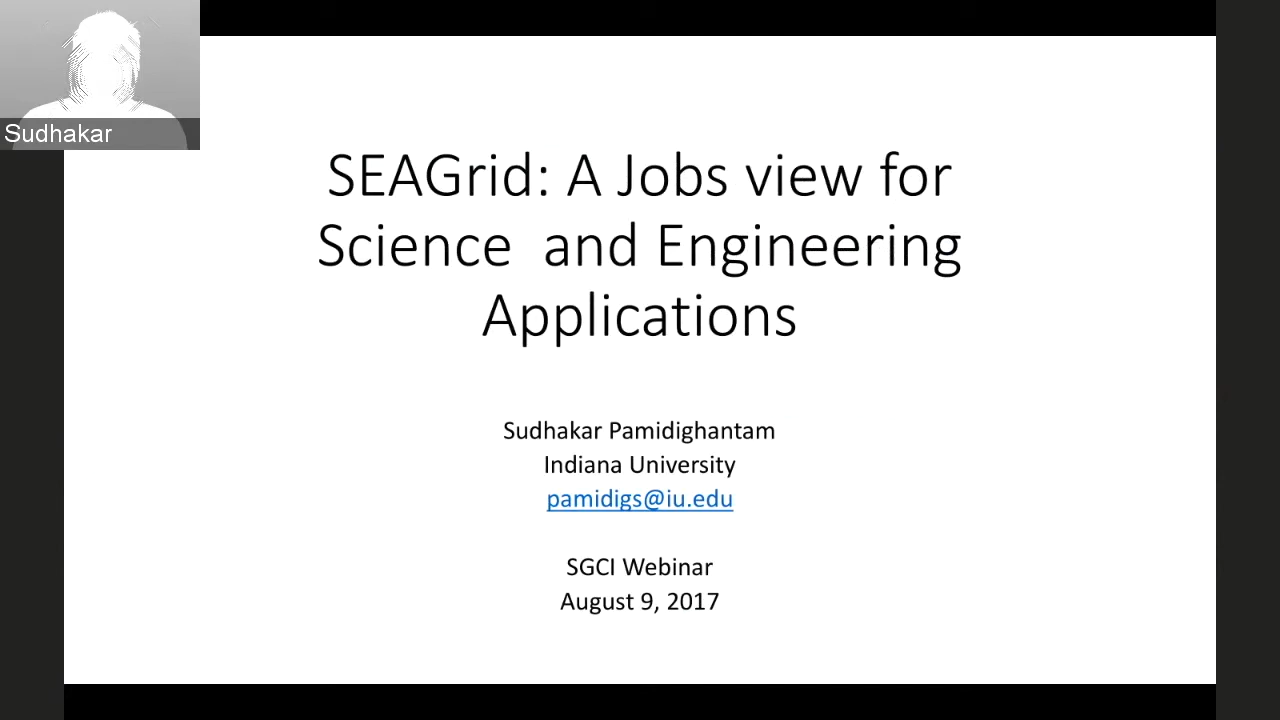 Sudhakar
SEAGrid: A Jobs view for
Science and Engineering
Applications
Sudhakar Pamidighantam
Indiana University
pamidigs@iu.edu
SGCI Webinar
August 9, 2017